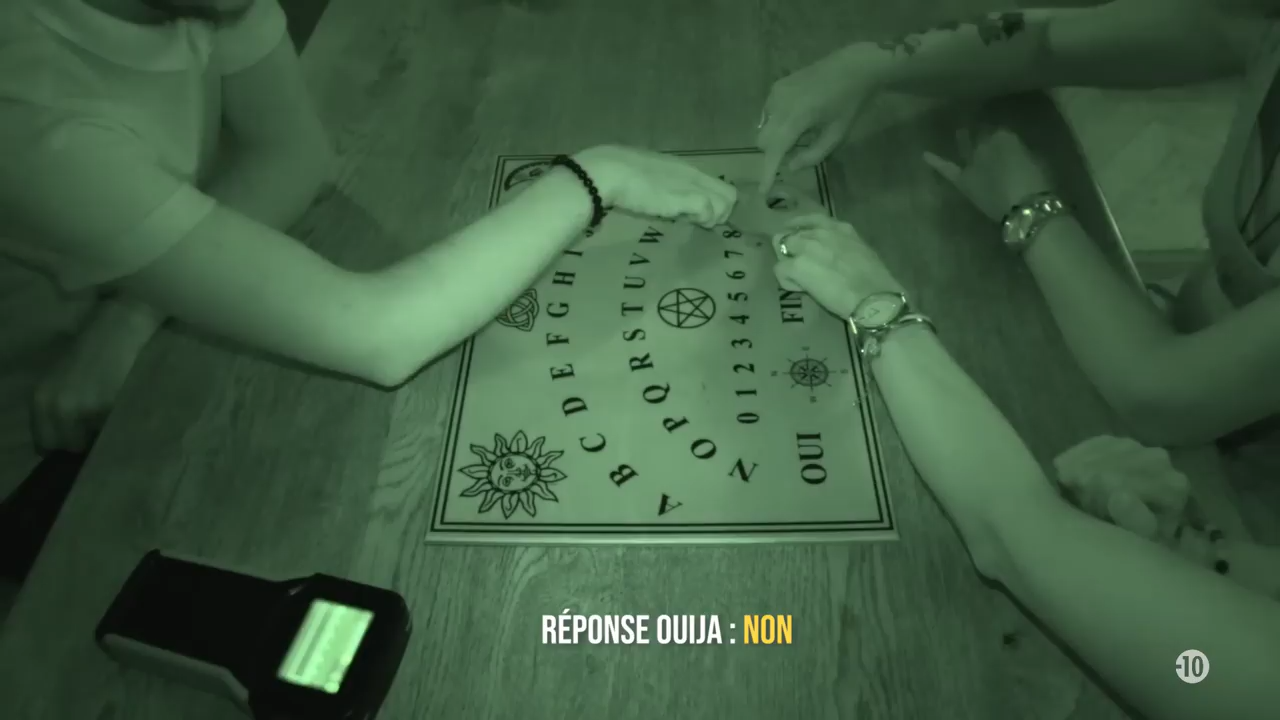 A B C D E F G H I
N O P Q R S T U V W
0 1 2 3 4 5 6 7 8
OUI
FIN
RÉPONSE OUIJA : NON
-10